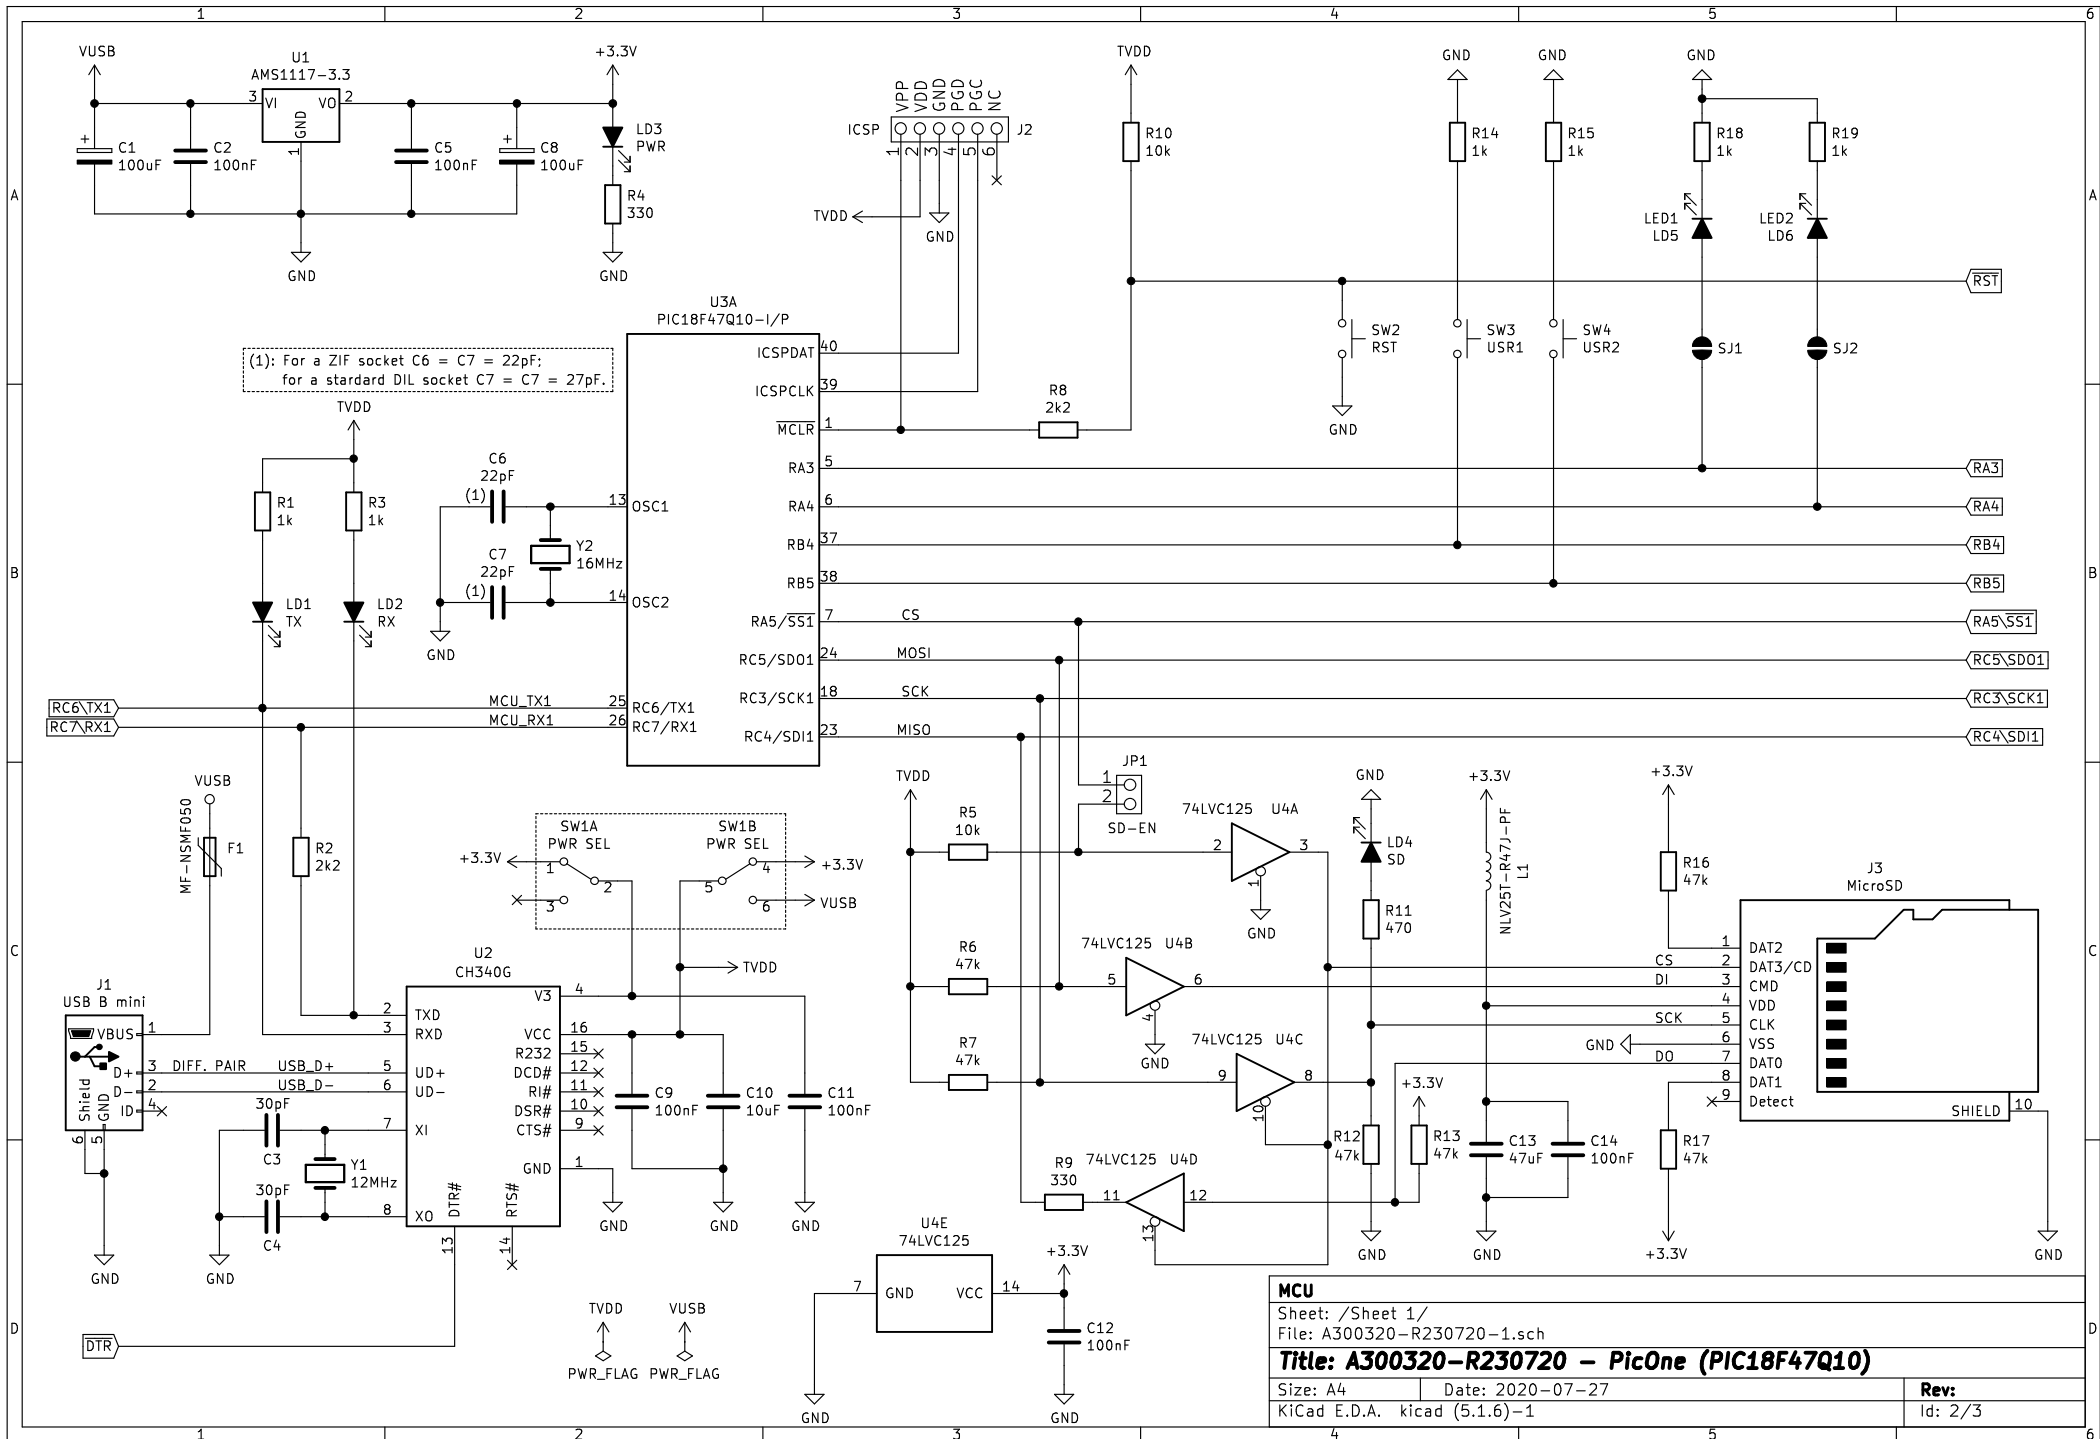 1 2 3 4 5 6
A
B
C
D
VUSB
U1
AMS1117-3.3
3 VI VO 2
GND
1
+3.3V
C1
100uF
C2
100nF
C5
100nF
C8
100uF
LD3
PWR
R4
330
GND
GND
ICSP
VPP
VDD
GND
PGD
PGC
NC
J2
1 2 3 4 5 6
TVDD
GND
TVDD
R10
10k
GND
R14
1k
GND
R15
1k
GND
R18
1k
R19
1k
LED1
LD5
LED2
LD6
RST
SW2
RST
GND
SW3
USR1
SW4
USR2
SJ1
SJ2
(1): For a ZIF socket C6 = C7 = 22pF;
for a stardard DIL socket C7 = C7 = 27pF.
U3A
PIC18F47Q10-I/P
ICSPDAT 40
ICSPCLK 39
MCLR 1
RA3 5
RA4 6
RB4 37
RB5 38
RA5/SS1 7
RC5/SDO1 24
RC3/SCK1 18
RC4/SDI1 23
13 OSC1
14 OSC2
25 RC6/TX1
26 RC7/RX1
R8
2k2
RA3
RA4
RB4
RB5
CS
RA5\SS1
MOSI
RC5\SDO1
SCK
RC3\SCK1
MISO
RC4\SDI1
TVDD
R1
1k
R3
1k
LD1
TX
LD2
RX
C6
22pF
(1)
C7
22pF
(1)
Y2
16MHz
GND
RC6\TX1
RC7\RX1
MCU_TX1
MCU_RX1
VUSB
MF-NSMF050
F1
R2
2k2
SW1A
PWR SEL
SW1B
PWR SEL
+3.3V
1 2 3
4 5 6
+3.3V
VUSB
TVDD
J1
USB B mini
VBUS 1
D+ 3
D- 2
ID 4
Shield
GND
6 5
GND
DIFF. PAIR
USB_D+
USB_D-
U2
CH340G
2 TXD
3 RXD
5 UD+
6 UD-
7 XI
8 XO
V3 4
VCC 16
R232 15
DCD# 12
RI# 11
DSR# 10
CTS# 9
GND 1
DTR#
RTS#
13
14
30pF
C3
30pF
C4
Y1
12MHz
GND
C9
100nF
C10
10uF
C11
100nF
GND
GND
GND
DTR
TVDD
PWR_FLAG
VUSB
PWR_FLAG
TVDD
R5
10k
R6
47k
R7
47k
JP1
1
2
SD-EN
74LVC125 U4A
2 3
1
GND
74LVC125 U4B
5 6
4
GND
74LVC125 U4C
9 8
10
74LVC125 U4D
11 12
13
R9
330
U4E
74LVC125
7 GND VCC 14
GND
+3.3V
C12
100nF
GND
GND
LD4
SD
R11
470
R12
47k
GND
+3.3V
R13
47k
+3.3V
NLV25T-R47J-PF
L1
C13
47uF
C14
100nF
GND
+3.3V
R16
47k
R17
47k
+3.3V
CS
DI
SCK
GND
DO
J3
MicroSD
1 DAT2
2 DAT3/CD
3 CMD
4 VDD
5 CLK
6 VSS
7 DAT0
8 DAT1
9 Detect
SHIELD 10
GND
MCU
Sheet: /Sheet 1/
File: A300320-R230720-1.sch
Title: A300320-R230720 - PicOne (PIC18F47Q10)
Size: A4 Date: 2020-07-27 Rev:
KiCad E.D.A. kicad (5.1.6)-1 Id: 2/3
A
B
C
D
1 2 3 4 5 6